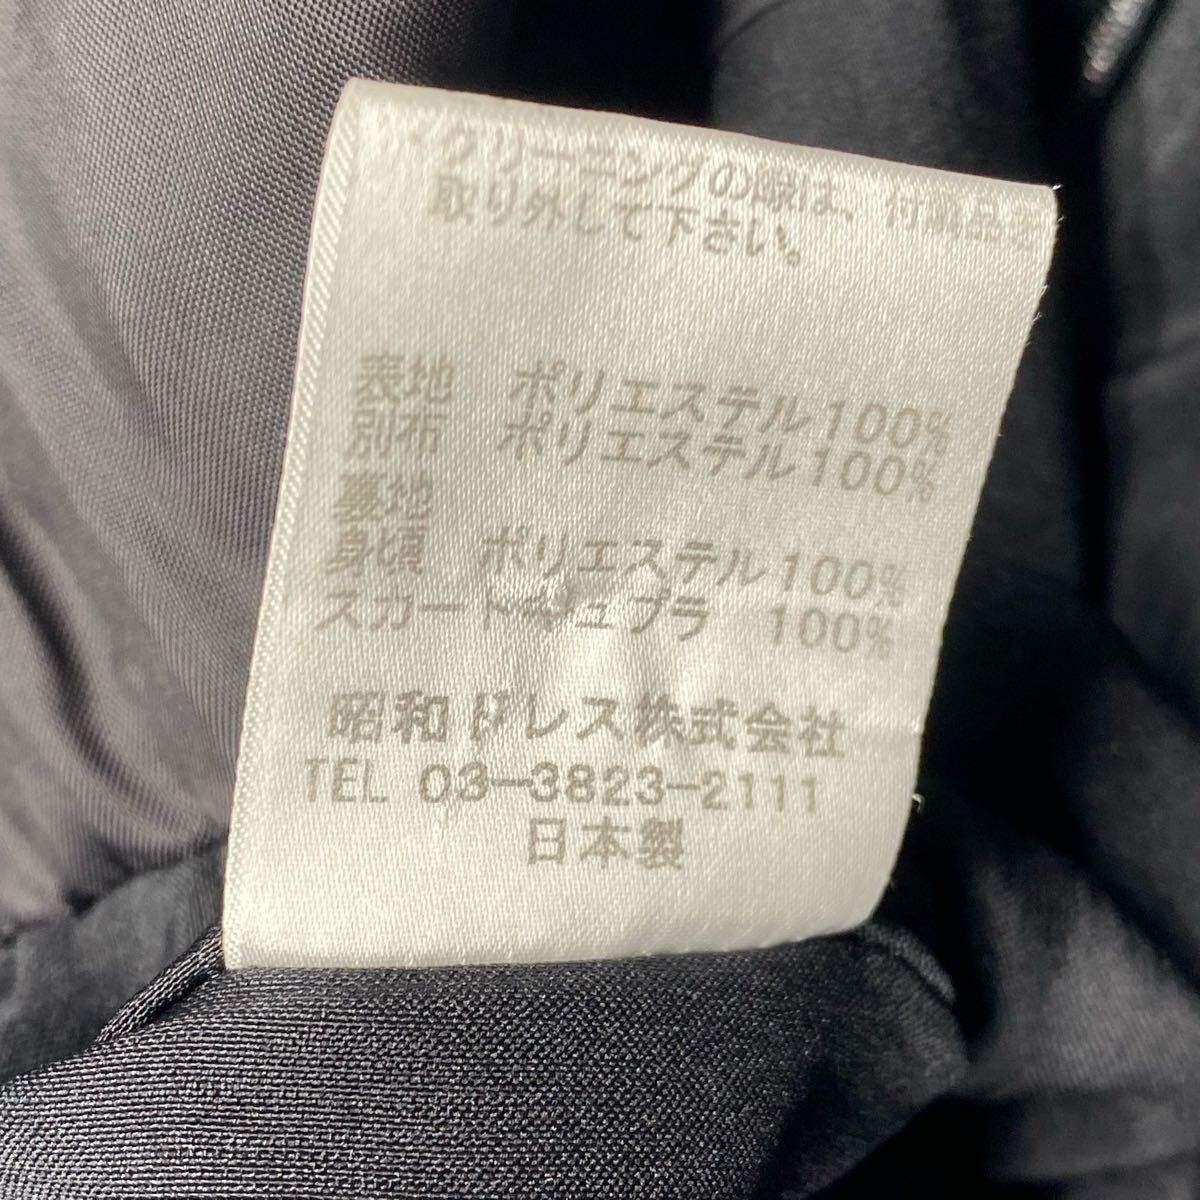 ・クリーニングの際は、付属品を
取り外して下さい。
表地 ポリエステル100%
別布 ポリエステル100%
裏地
身頃 ポリエステル100%
スカートキュプラ 100%
昭和ドレス株式会社
TEL 03-3823-2111
日本製